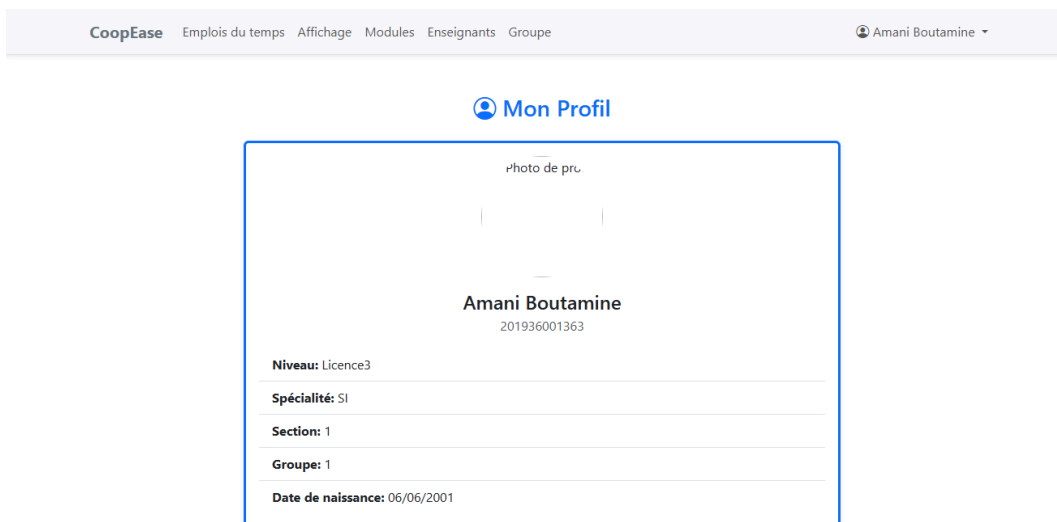 CoopEase Emplois du temps Affichage Modules Enseignants Groupe Amani Boutamine
Mon Profil
Photo de pro
Amani Boutamine
201936001363
Niveau: Licence3
Spécialité: SI
Section: 1
Groupe: 1
Date de naissance: 06/06/2001